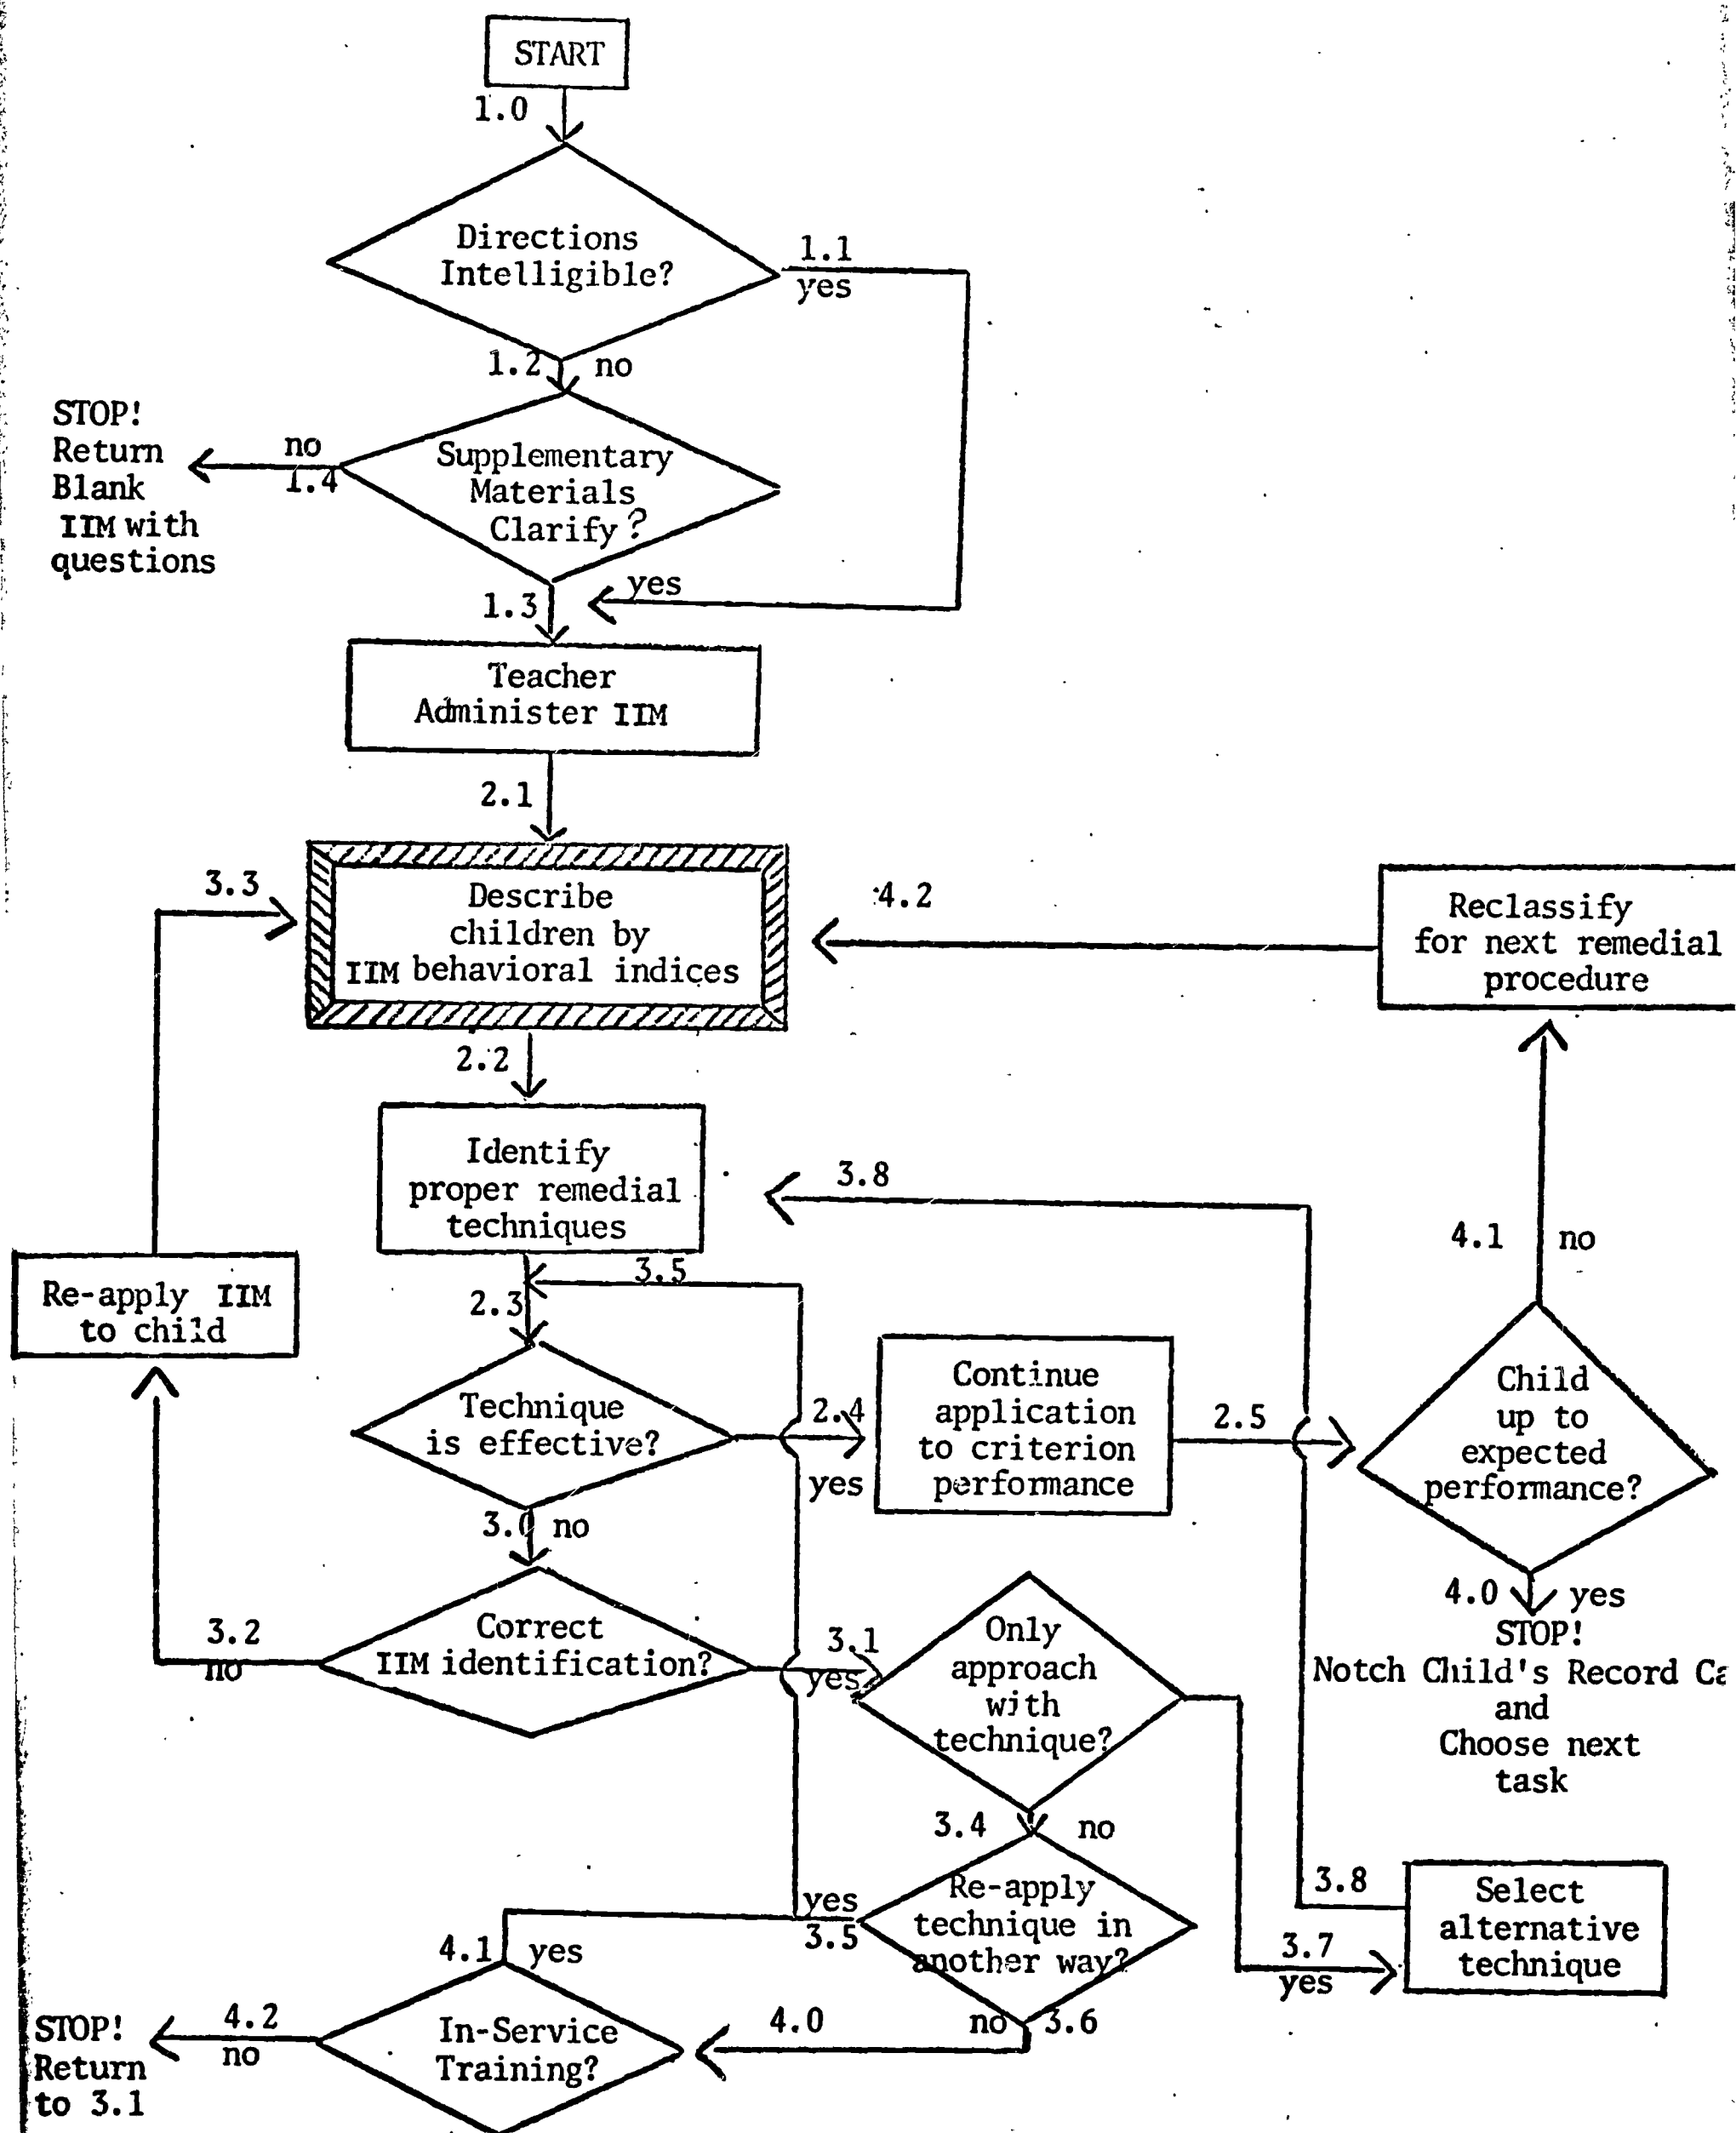 START
1.0
Directions
Intelligible?
1.1
yes
1.2 no
STOP!
Return
Blank
IIM with
questions
no
1.4
Supplementary
Materials
Clarify?
yes
1.3
Teacher
Administer IIM
2.1
3.3
Describe
children by
IIM behavioral indices
4.2
Reclassify
for next remedial
procedure
2.2
Identify
proper remedial
techniques
3.8
4.1 no
3.5
2.3
Re-apply IIM
to child
Technique
is effective?
2.4
yes
Continue
application
to criterion
performance
2.5
Child
up to
expected
performance?
3.0 no
4.0 yes
STOP!
Notch Child's Record
and
Choose next
task
3.2
no
Correct
IIM identification?
3.1
yes
Only
approach
with
technique?
3.4 no
Re-apply
technique in
another way?
yes
3.5
3.8
Select
alternative
technique
3.7
yes
4.1 yes
no 3.6
4.0
In-Service
Training?
4.2
no
STOP!
Return
to 3.1